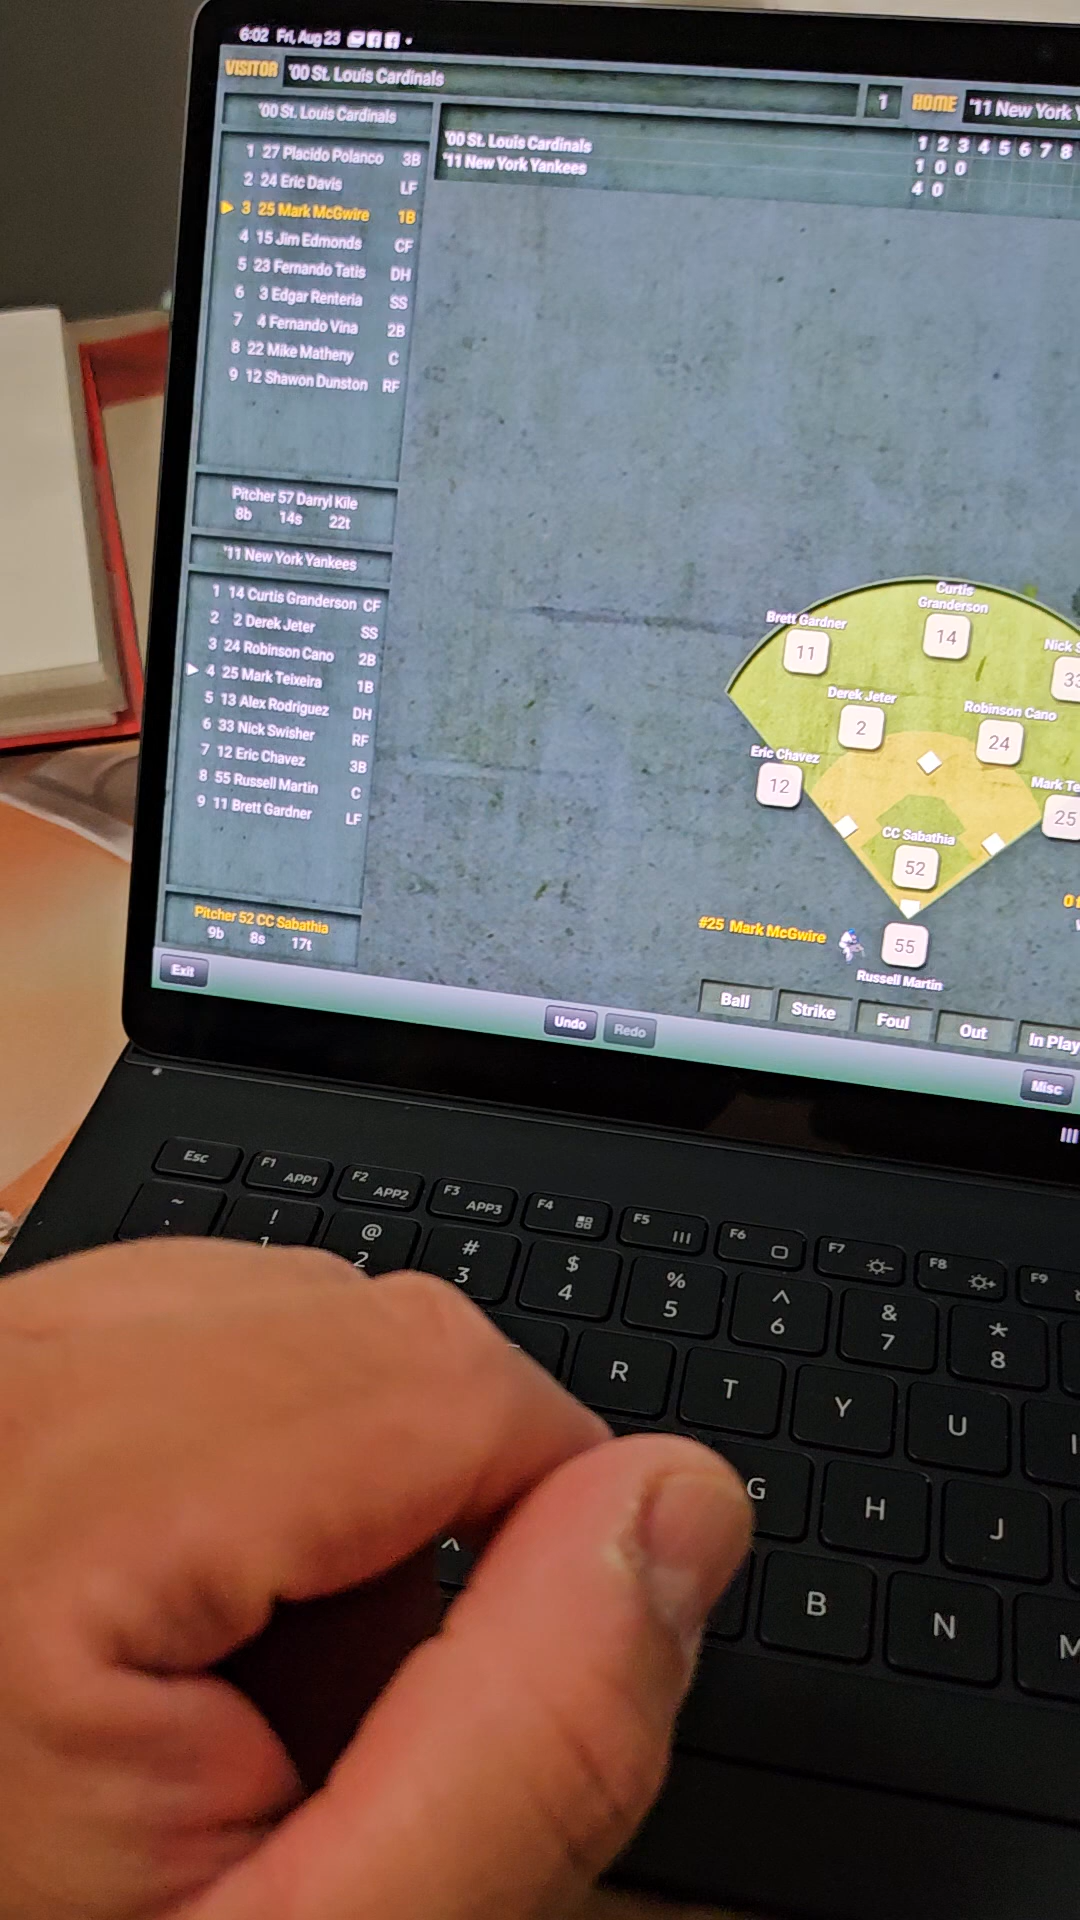 6:02 Fri, Aug 23
VISITOR '00 St. Louis Cardinals 1 HOME '11 New York
'00 St. Louis Cardinals
1 27 Placido Polanco 3B
2 24 Eric Davis LF
3 25 Mark McGwire 1B
4 15 Jim Edmonds CF
5 23 Fernando Tatis DH
6 3 Edgar Renteria SS
7 4 Fernando Vina 2B
8 22 Mike Matheny C
9 12 Shawon Dunston RF
Pitcher 57 Darryl Kile
8b 14s 22t
'11 New York Yankees
1 14 Curtis Granderson CF
2 2 Derek Jeter SS
3 24 Robinson Cano 2B
4 25 Mark Teixeira 1B
5 13 Alex Rodriguez DH
6 33 Nick Swisher RF
7 12 Eric Chavez 3B
8 55 Russell Martin C
9 11 Brett Gardner LF
Pitcher 52 CC Sabathia
9b 8s 17t
1 2 3 4 5 6 7 8
'00 St. Louis Cardinals 1 0 0
'11 New York Yankees 4 0
Curtis
Granderson
14
Brett Gardner
11
Nick S
33
Derek Jeter
2
Robinson Cano
24
Eric Chavez
12
Mark Te
25
CC Sabathia
52
#25 Mark McGwire
55
Russell Martin
Ball Strike Foul Out In Play
Exit Undo Redo Misc
Esc F1 APP1 F2 APP2 F3 APP3 F4 F5 F6 F7 F8 F9
~ ! @ # $ % ^ & *
` 1 2 3 4 5 6 7 8
R T Y U I
G H J
B N M